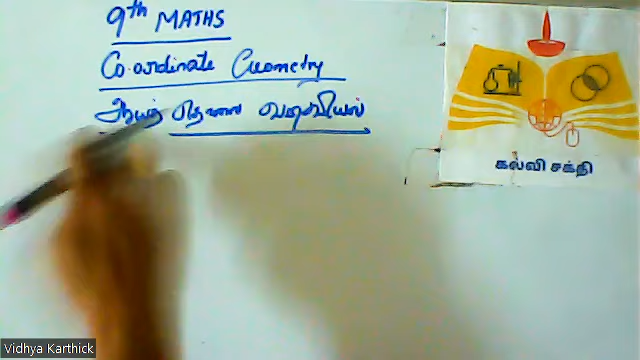 9th MATHS
Co-ordinate Geometry
ஆயத் தொலை வடிவியல்
கல்வி சக்தி
Vidhya Karthick